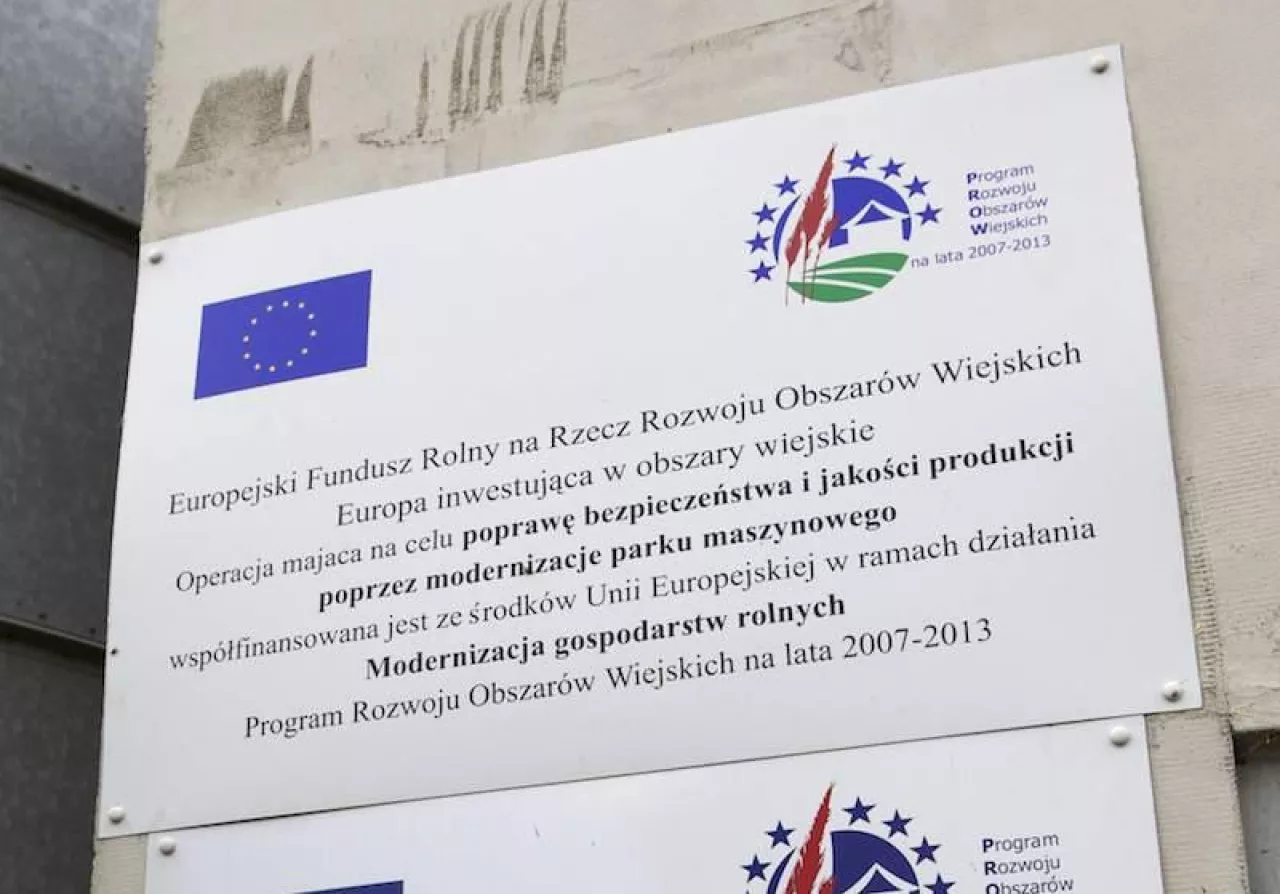 Program
Rozwoju
Obszarów
Wiejskich
na lata 2007-2013
Europejski Fundusz Rolny na Rzecz Rozwoju Obszarów Wiejskich
Europa inwestująca w obszary wiejskie
Operacja majaca na celu poprawę bezpieczeństwa i jakości produkcji
poprzez modernizacje parku maszynowego
współfinansowana jest ze środków Unii Europejskiej w ramach działania
Modernizacja gospodarstw rolnych
Program Rozwoju Obszarów Wiejskich na lata 2007-2013
Program
Rozwoju
Obszarów